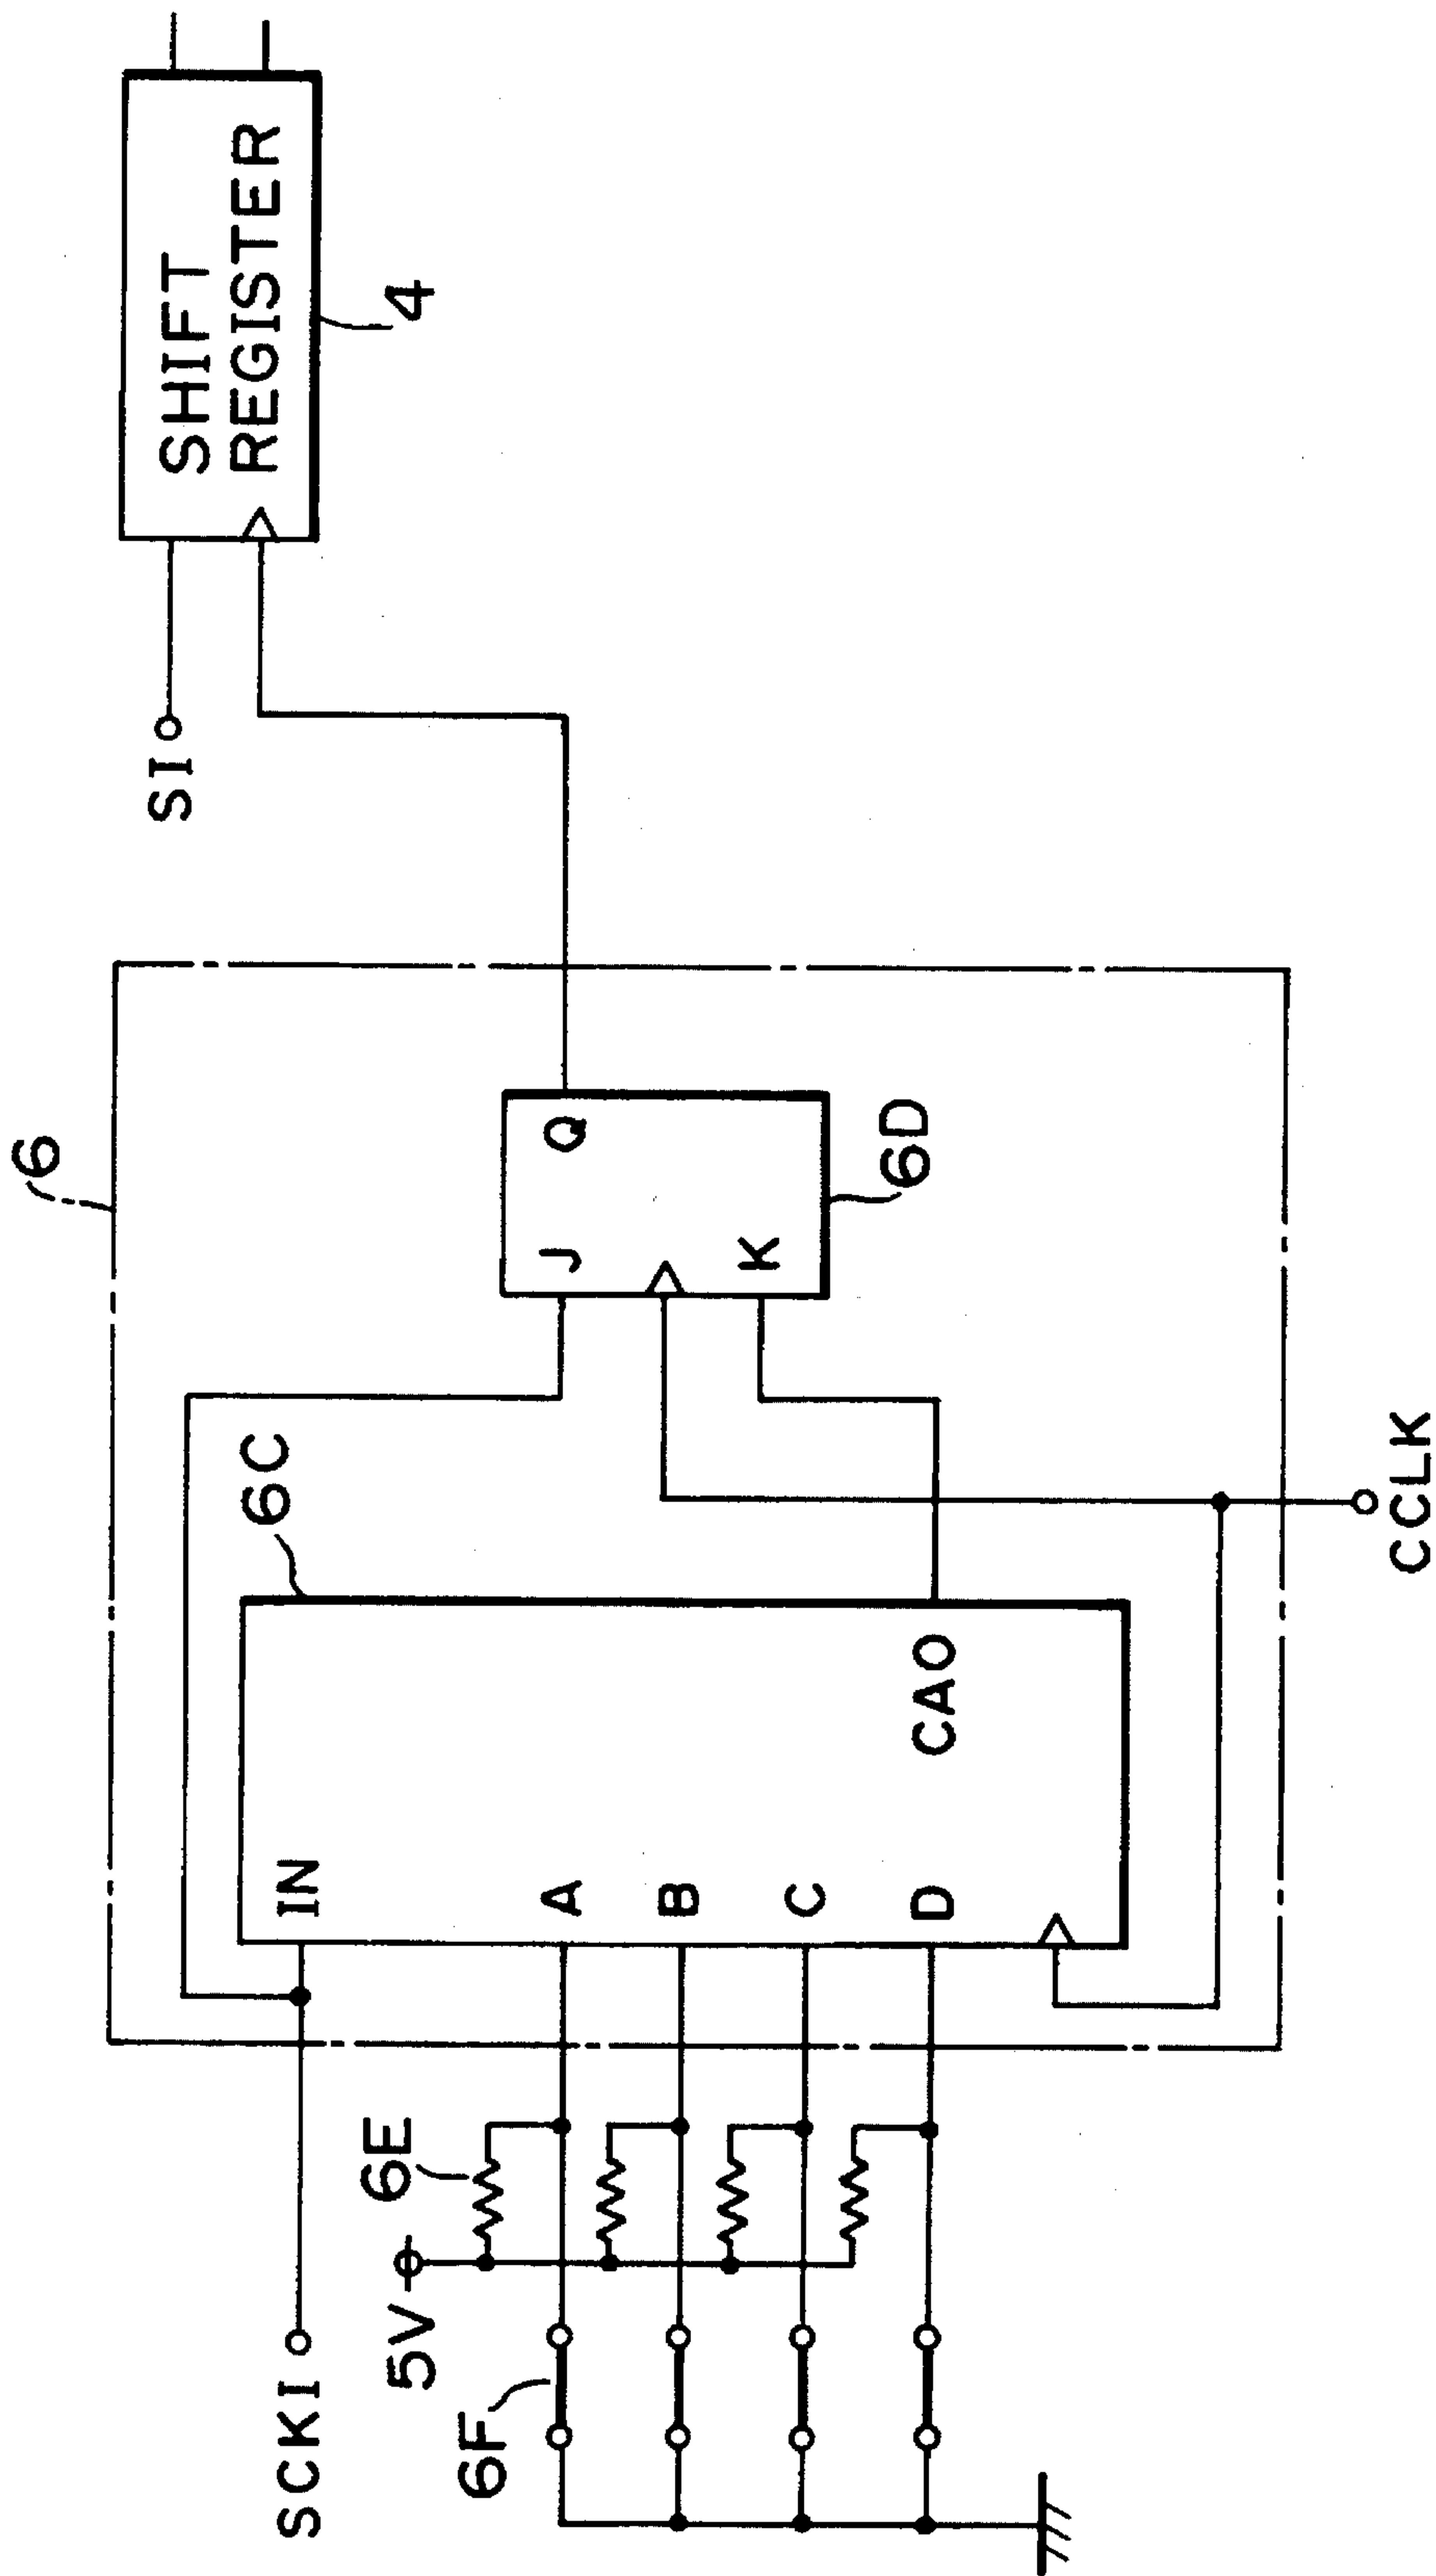 SCKI
5V
6F
6E
IN
A
B
C
D
CAO
6C
6
J
K
Q
6D
CCLK
SI
SHIFT
REGISTER
4